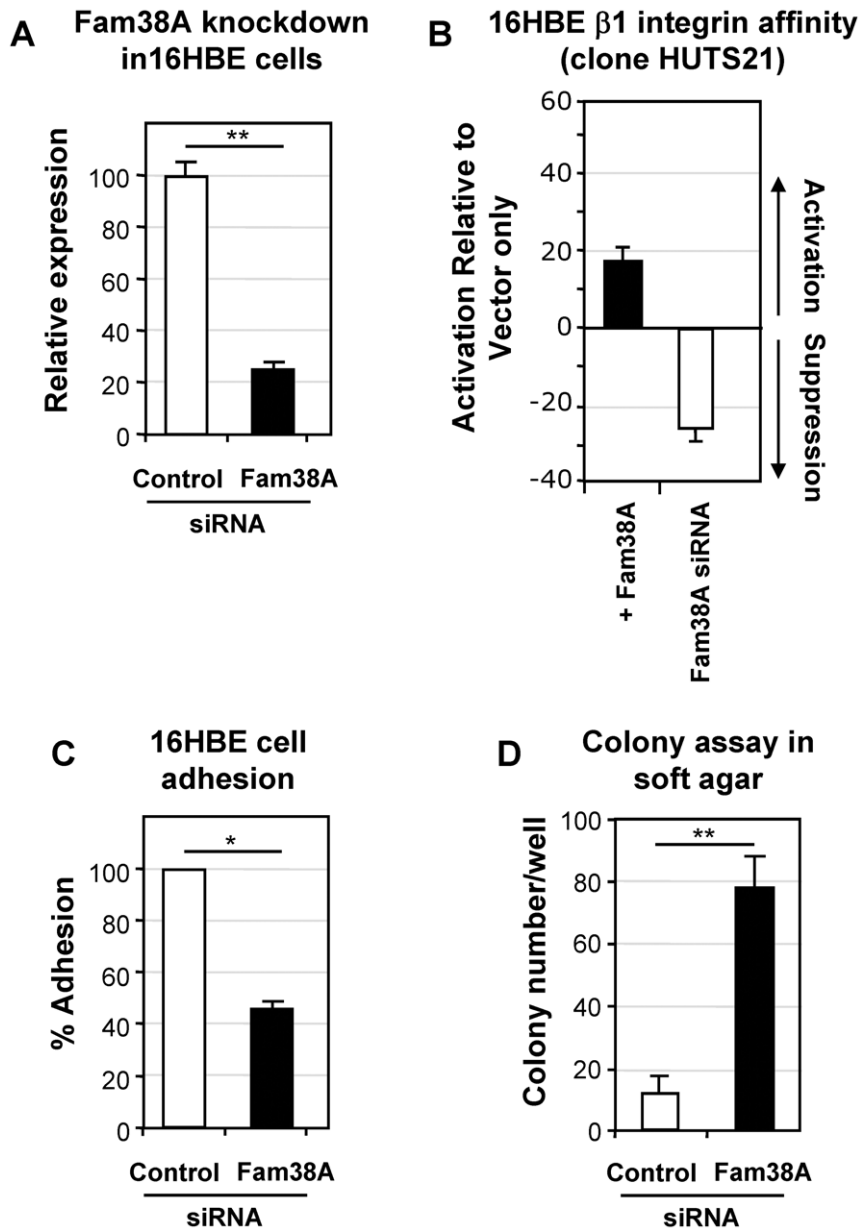 A
Fam38A knockdown
in16HBE cells
Relative expression
**
100
80
60
40
20
0
Control Fam38A
siRNA
B
16HBE β1 integrin affinity
(clone HUTS21)
Activation Relative to
Vector only
60
40
20
0
-20
-40
Activation
Suppression
+ Fam38A
Fam38A siRNA
C
16HBE cell
adhesion
% Adhesion
*
100
80
60
40
20
0
Control Fam38A
siRNA
D
Colony assay in
soft agar
Colony number/well
**
100
80
60
40
20
0
Control Fam38A
siRNA